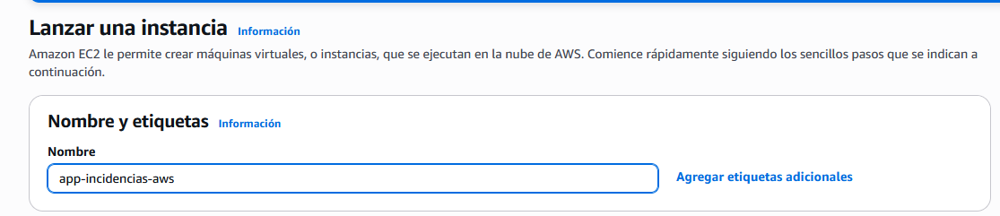 Lanzar una instancia Información
Amazon EC2 le permite crear máquinas virtuales, o instancias, que se ejecutan en la nube de AWS. Comience rápidamente siguiendo los sencillos pasos que se indican a
continuación.
Nombre y etiquetas Información
Nombre
app-incidencias-aws Agregar etiquetas adicionales